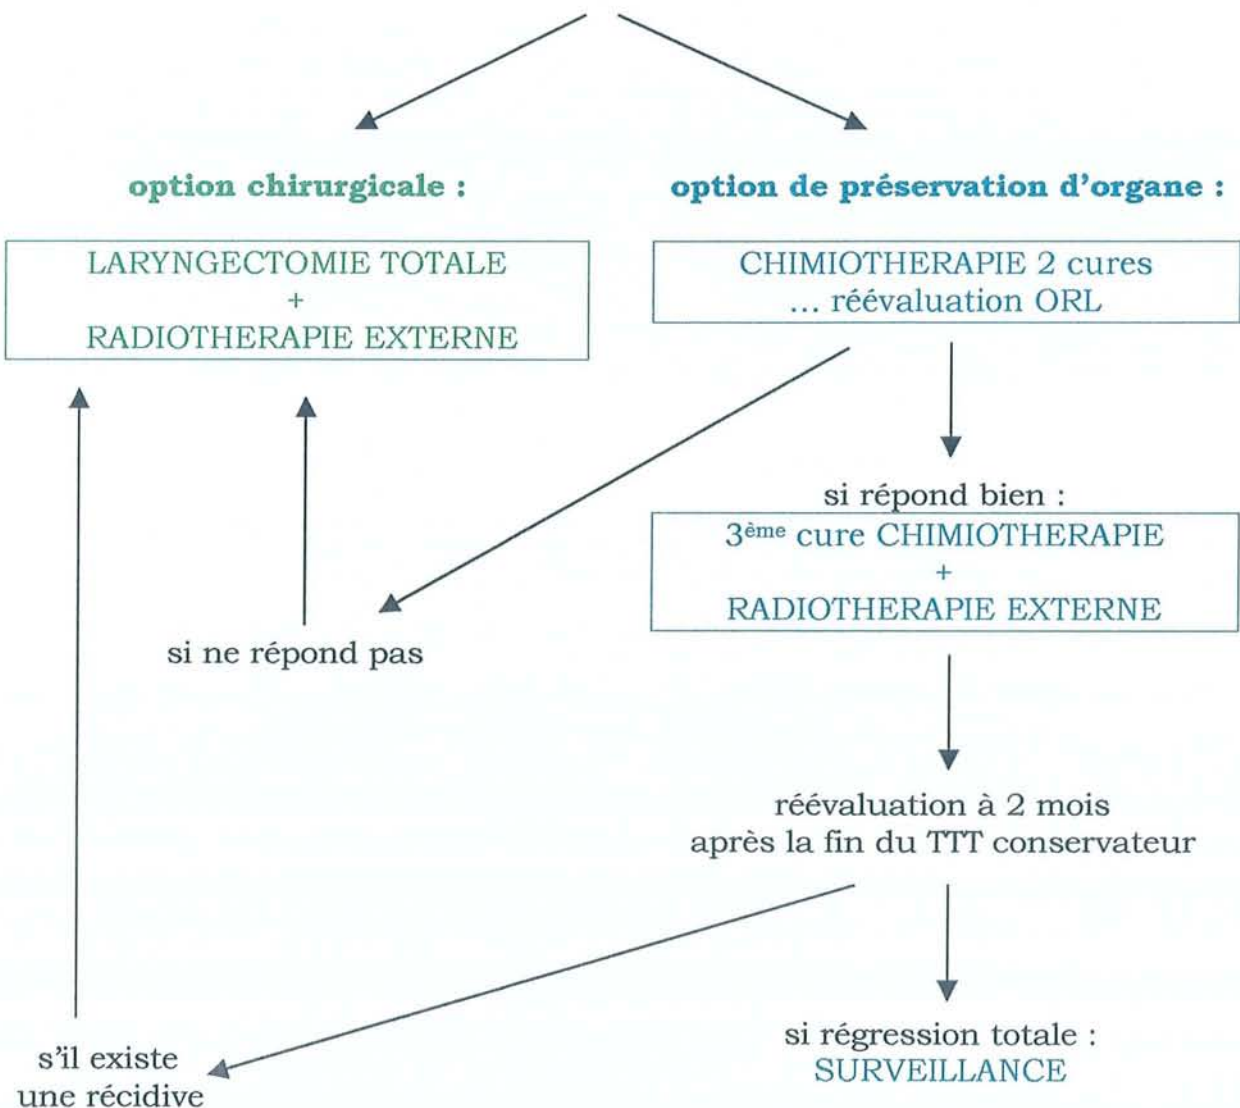 option chirurgicale :
LARYNGECTOMIE TOTALE
+
RADIOTHERAPIE EXTERNE
option de préservation d'organe :
CHIMIOTHERAPIE 2 cures
... réévaluation ORL
si répond bien :
3ème cure CHIMIOTHERAPIE
+
RADIOTHERAPIE EXTERNE
si ne répond pas
réévaluation à 2 mois
après la fin du TTT conservateur
si régression totale :
SURVEILLANCE
s'il existe
une récidive